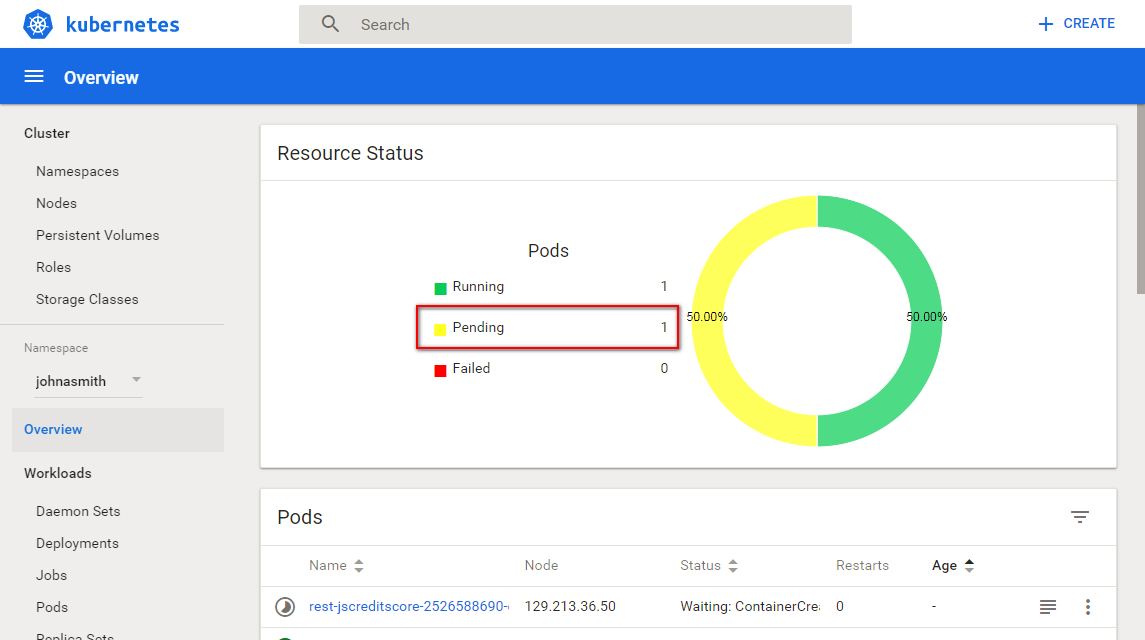 kubernetes
Search
CREATE
Overview
Cluster
Namespaces
Nodes
Persistent Volumes
Roles
Storage Classes
Namespace
johnasmith
Overview
Workloads
Daemon Sets
Deployments
Jobs
Pods
Replica Sets
Resource Status
Pods
Running 1
Pending 1
Failed 0
50.00% 50.00%
Pods
Name Node Status Restarts Age
rest-jscreditscore-2526588690- 129.213.36.50 Waiting: ContainerCre 0 -